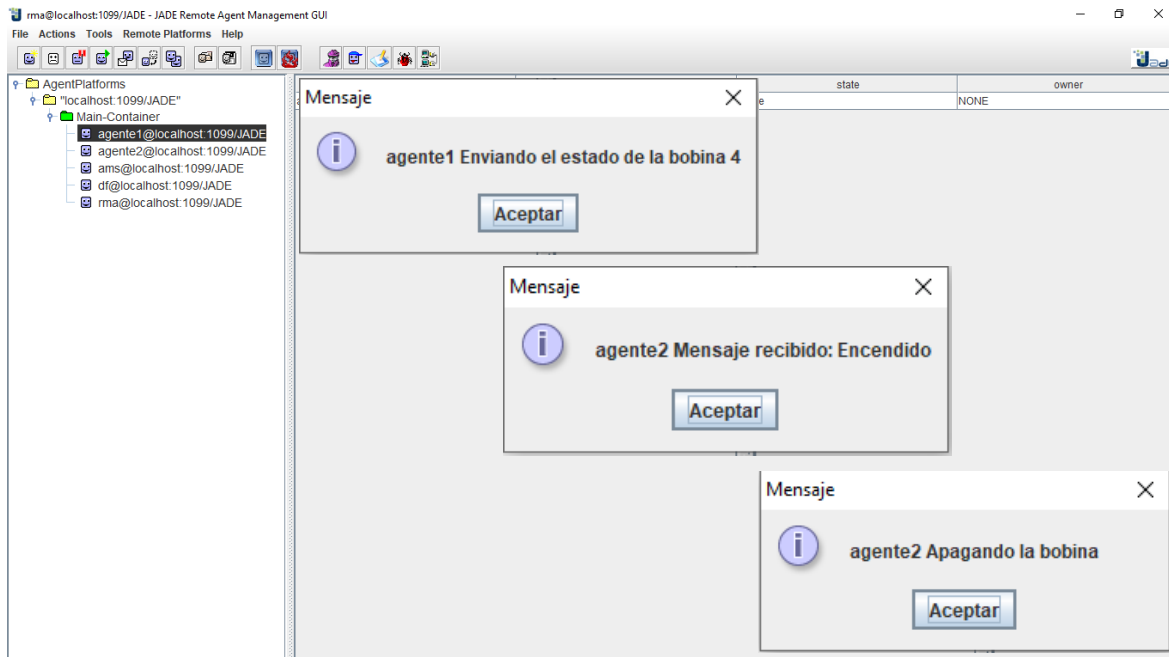 rma@localhost:1099/JADE - JADE Remote Agent Management GUI
File Actions Tools Remote Platforms Help
AgentPlatforms
"localhost:1099/JADE"
Main-Container
agente1@localhost:1099/JADE
agente2@localhost:1099/JADE
ams@localhost:1099/JADE
df@localhost:1099/JADE
rma@localhost:1099/JADE
state owner
NONE
Mensaje
agente1 Enviando el estado de la bobina 4
Aceptar
Mensaje
agente2 Mensaje recibido: Encendido
Aceptar
Mensaje
agente2 Apagando la bobina
Aceptar